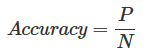 Accuracy = P/N